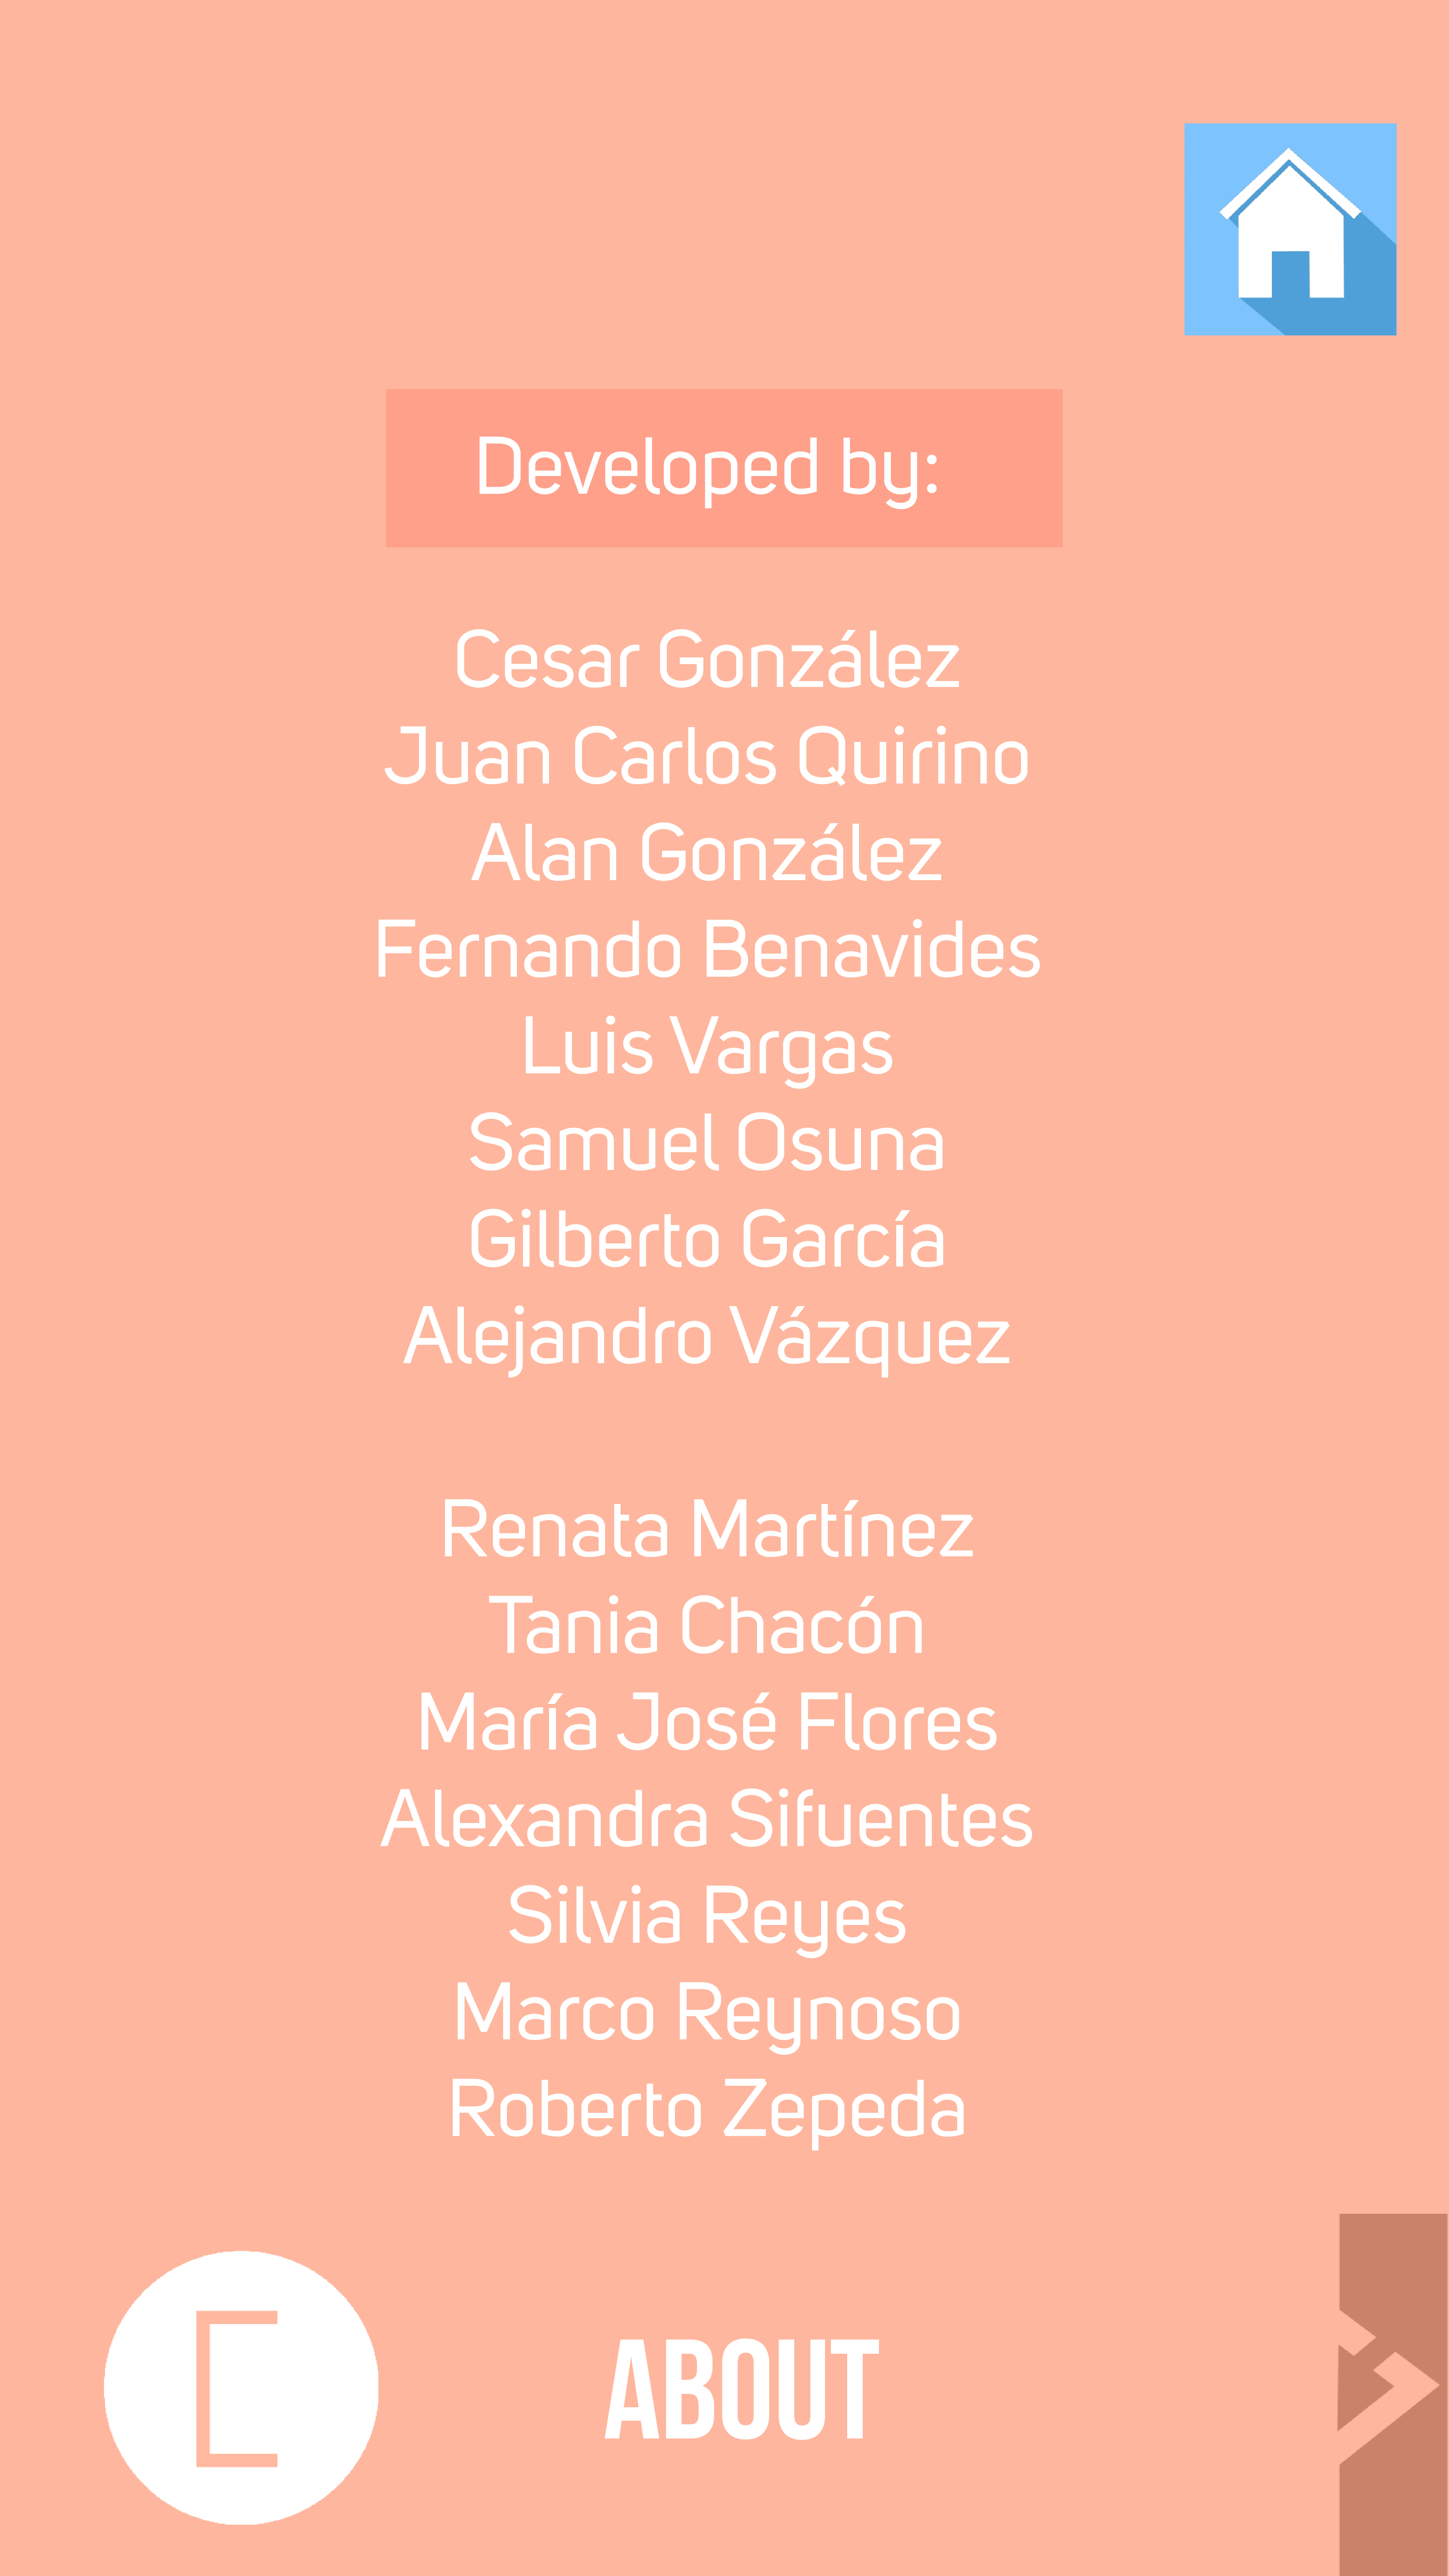 Developed by:
Cesar González
Juan Carlos Quirino
Alan González
Fernando Benavides
Luis Vargas
Samuel Osuna
Gilberto García
Alejandro Vázquez
Renata Martínez
Tania Chacón
María José Flores
Alexandra Sifuentes
Silvia Reyes
Marco Reynoso
Roberto Zepeda
ABOUT